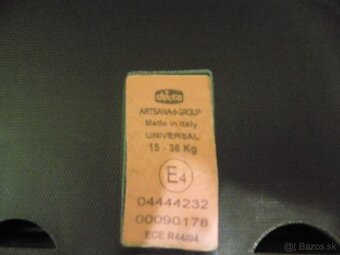 chicco
ARTSANA GROUP
Made in Italy
UNIVERSAL
15 - 36 Kg
E4
04444232
00090178
ECE R44/04
Bazos.sk